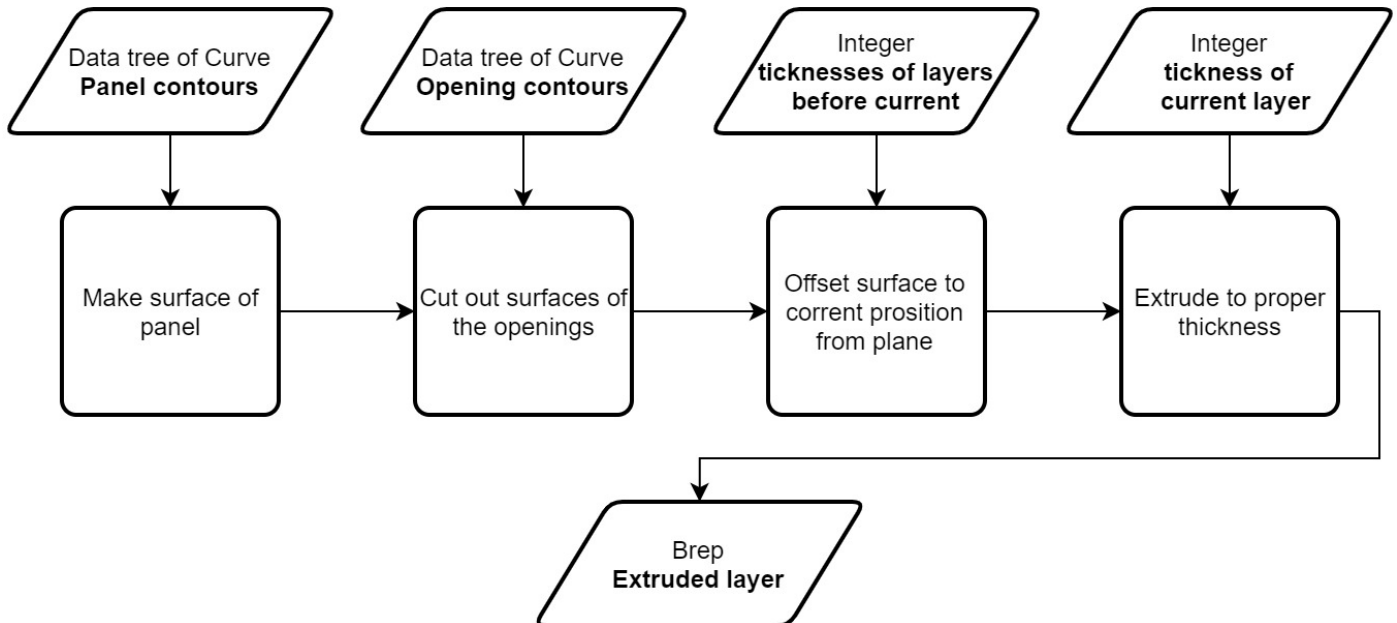 Data tree of Curve
Panel contours
Data tree of Curve
Opening contours
Integer
ticknesses of layers
before current
Integer
tickness of
current layer
Make surface of
panel
Cut out surfaces of
the openings
Offset surface to
corrent prosition
from plane
Extrude to proper
thickness
Brep
Extruded layer